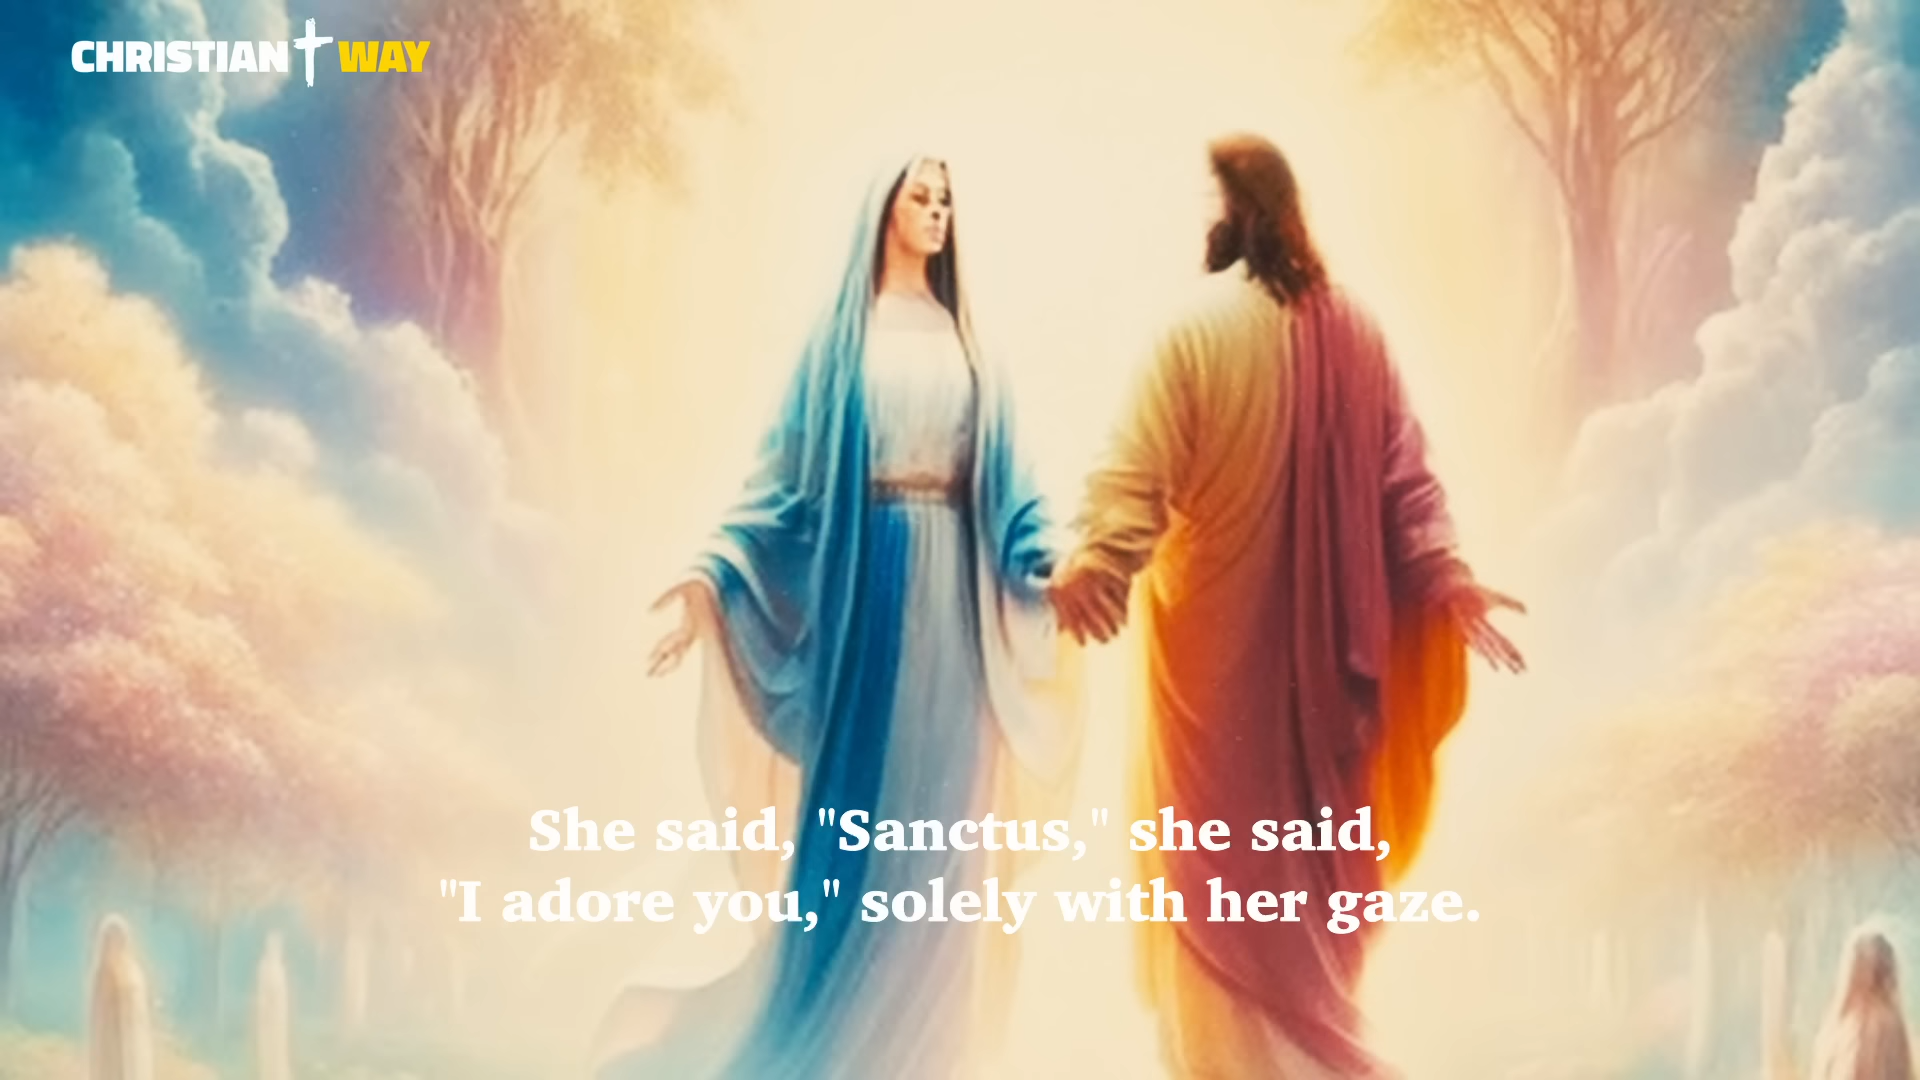 CHRISTIAN WAY
She said, "Sanctus," she said,
"I adore you," solely with her gaze.